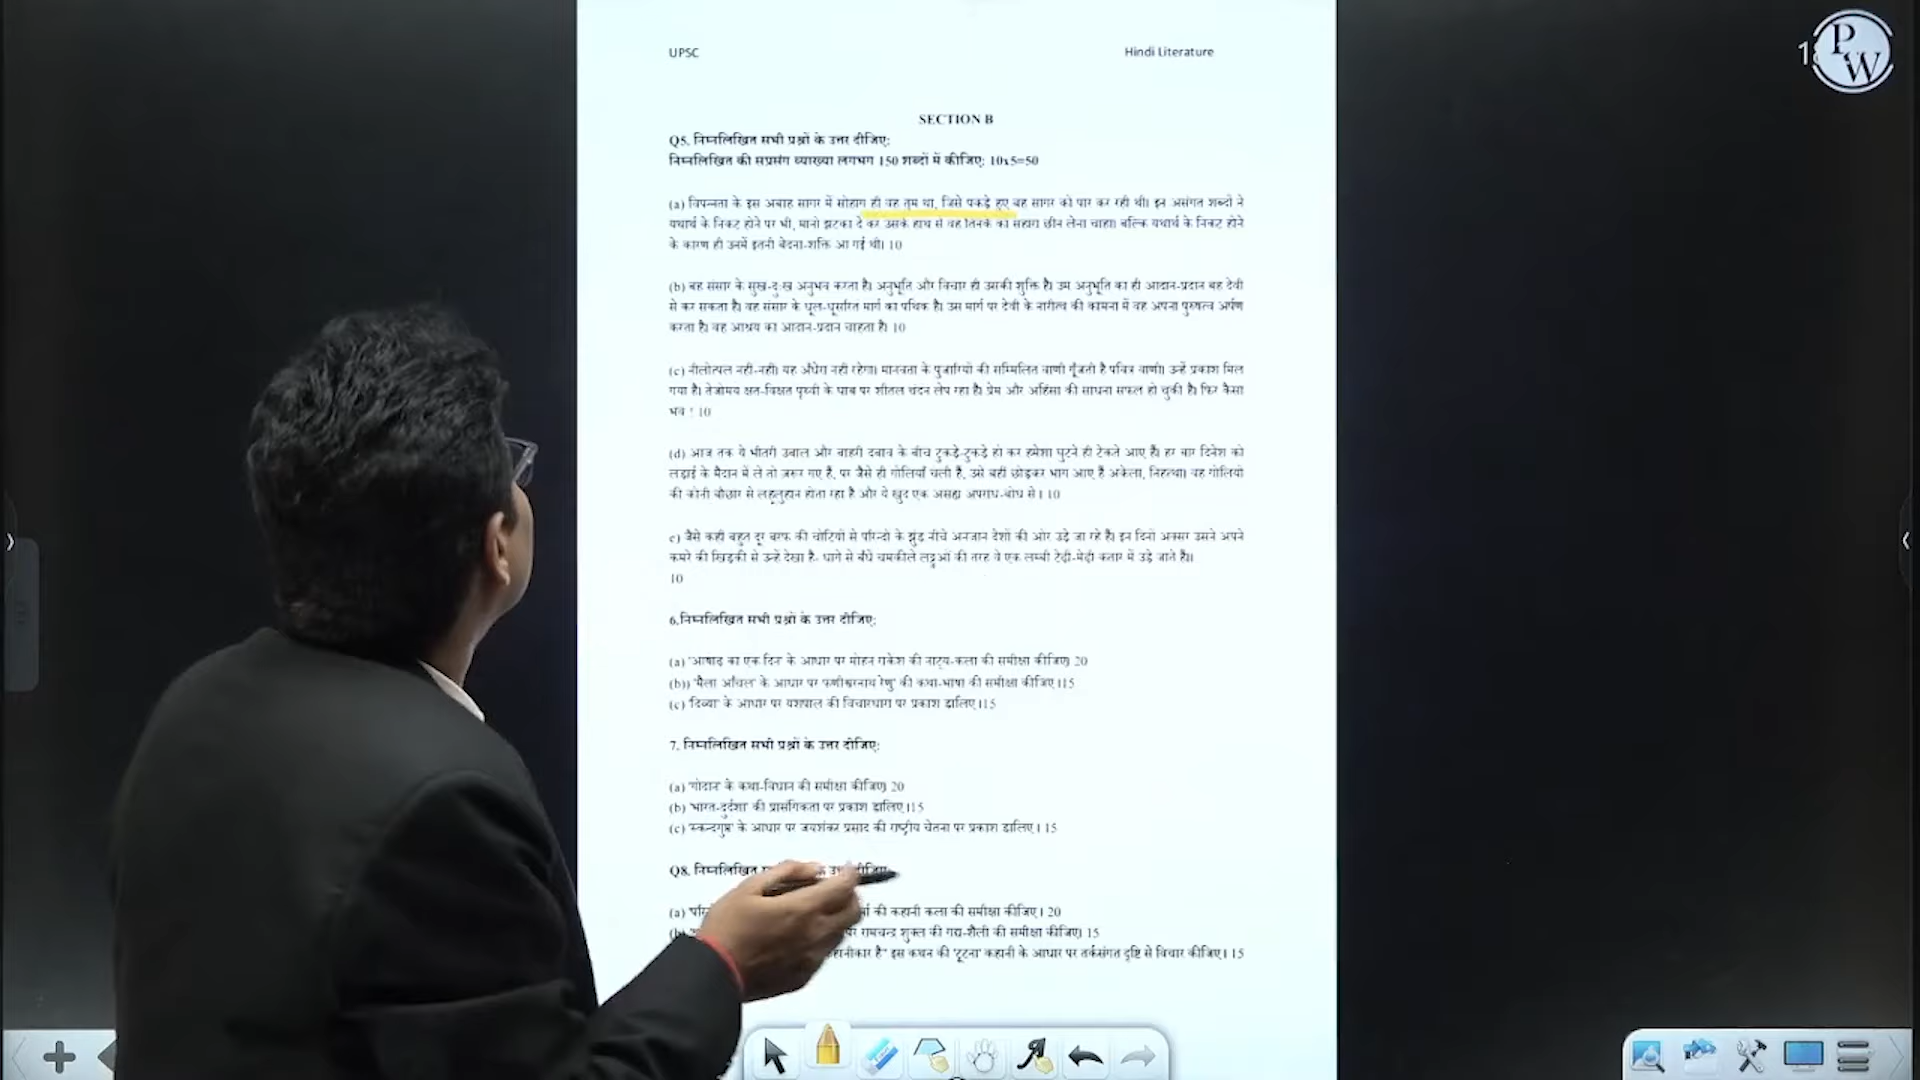 UPSC
Hindi Literature
P
W
SECTION B
Q5. निम्नलिखित सभी प्रश्नों के उत्तर दीजिए:
निम्नलिखित की सप्रसंग व्याख्या लगभग 150 शब्दों में कीजिए: 10x5=50
(a) विपन्नता के इस अथाह सागर में सोहाग ही वह तृण था, जिसे पकड़े हुए वह सागर को पार कर रही थी। इन असंगत शब्दों ने
यथार्थ के निकट होने पर भी, मानो झटका दे कर उसके हाथ से वह तिनके का सहारा छीन लेना चाहा। बल्कि यथार्थ के निकट होने
के कारण ही उनमें इतनी वेदना-शक्ति आ गई थी। 10
(b) वह संसार के सुख-दुःख अनुभव करता है। अनुभूति और विचार ही उसकी शक्ति है। उस अनुभूति का ही आदान-प्रदान वह देवी
से कर सकता है। वह संसार के धूल-धूसरित मार्ग का पथिक है। उस मार्ग पर देवी के नारीत्व की कामना में वह अपना पुरुषत्व अर्पण
करता है। वह आश्रय का आदान-प्रदान चाहता है। 10
(c) नीलोत्पल नहीं-नहीं। यह अँधेरा नहीं रहेगा। मानवता के पुजारियों की सम्मिलित वाणी गूँजती है पवित्र वाणी। उन्हें प्रकाश मिल
गया है। तेजोमय क्षत-विक्षत पृथ्वी के घाव पर शीतल चंदन लेप रहा है। प्रेम और अहिंसा की साधना सफल हो चुकी है। फिर कैसा
भय ! 10
(d) आज तक ये भीतरी उबाल और बाहरी दबाव के बीच टुकड़े-टुकड़े हो कर हमेशा घुटने ही टेकते आए हैं। हर बार दिनेश को
लड़ाई के मैदान में ले तो ज़रूर गए हैं, पर जैसे ही गोलियाँ चली हैं, उसे वहीं छोड़कर भाग आए हैं अकेला, निहत्था। वह गोलियों
की बौछार से लहूलुहान होता रहा है और ये खुद एक असह्य अपराध-बोध से। 10
e) जैसे कहीं बहुत दूर बरफ की चोटियों से परिन्दों के झुंड नीचे अनजान देशों की ओर उड़े जा रहे हैं। इन दिनों अक्सर उसने अपने
कमरे की खिड़की से उन्हें देखा है- धागे से बँधे चमकीले लट्टुओं की तरह वे एक लम्बी टेढ़ी-मेढ़ी कतार में उड़े जाते हैं।।
10
6.निम्नलिखित सभी प्रश्नों के उत्तर दीजिए:
(a) 'आषाढ़ का एक दिन' के आधार पर मोहन राकेश की नाट्य-कला की समीक्षा कीजिए। 20
(b)) 'मैला आँचल' के आधार पर फणीश्वरनाथ रेणु' की कथा-भाषा की समीक्षा कीजिए।15
(c) 'दिव्या' के आधार पर यशपाल की विचारधारा पर प्रकाश डालिए।15
7. निम्नलिखित सभी प्रश्नों के उत्तर दीजिए:
(a) 'गोदान' के कथा-विधान की समीक्षा कीजिए। 20
(b) 'भारत-दुर्दशा' की प्रासंगिकता पर प्रकाश डालिए।15
(c) 'स्कन्दगुप्त' के आधार पर जयशंकर प्रसाद की राष्ट्रीय चेतना पर प्रकाश डालिए। 15
Q8. निम्नलिखित के दीजिए:
(a) की कहानी कला की समीक्षा कीजिए। 20
रामचन्द्र शुक्ल की गद्य-शैली की समीक्षा कीजिए। 15
है" इस कथन की 'टूटना' कहानी के आधार पर तर्कसंगत दृष्टि से विचार कीजिए। 15